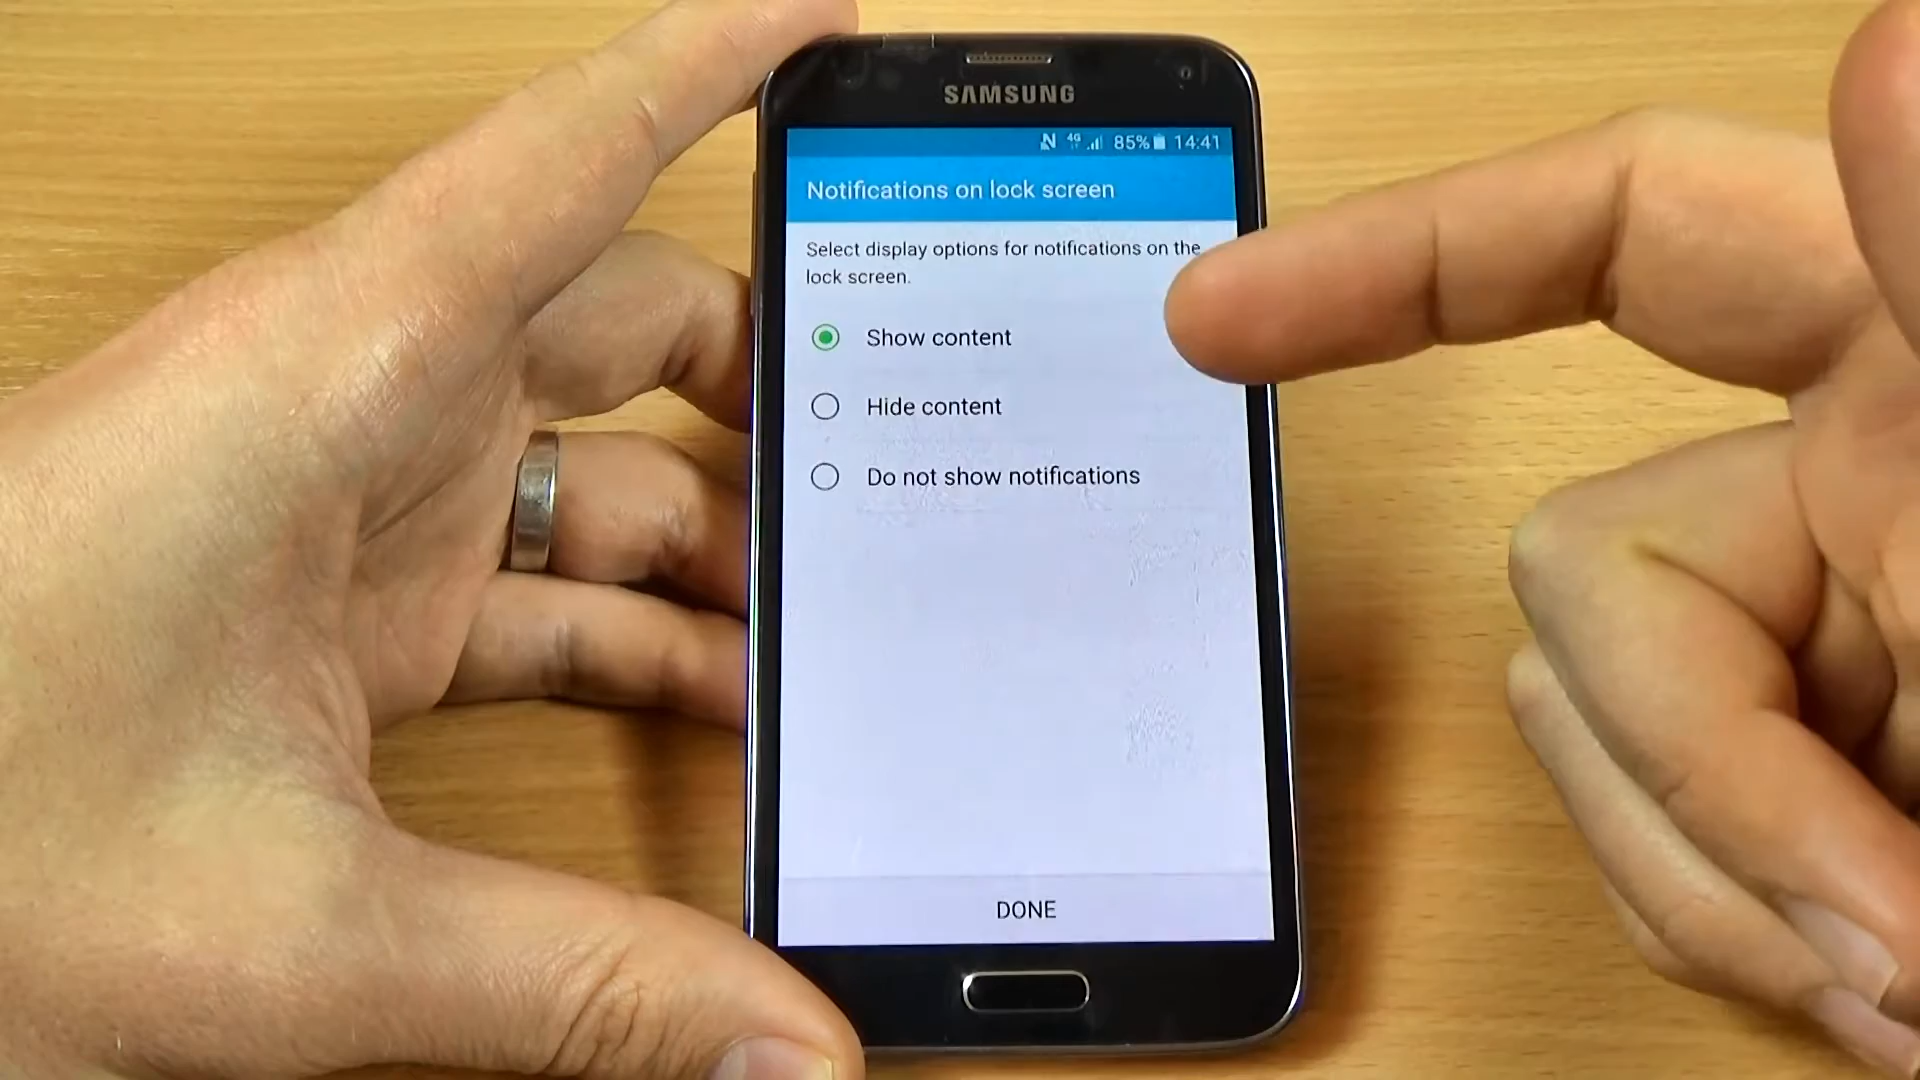 SAMSUNG
4G 85% 14:41
Notifications on lock screen
Select display options for notifications on the
lock screen.
Show content
Hide content
Do not show notifications
DONE